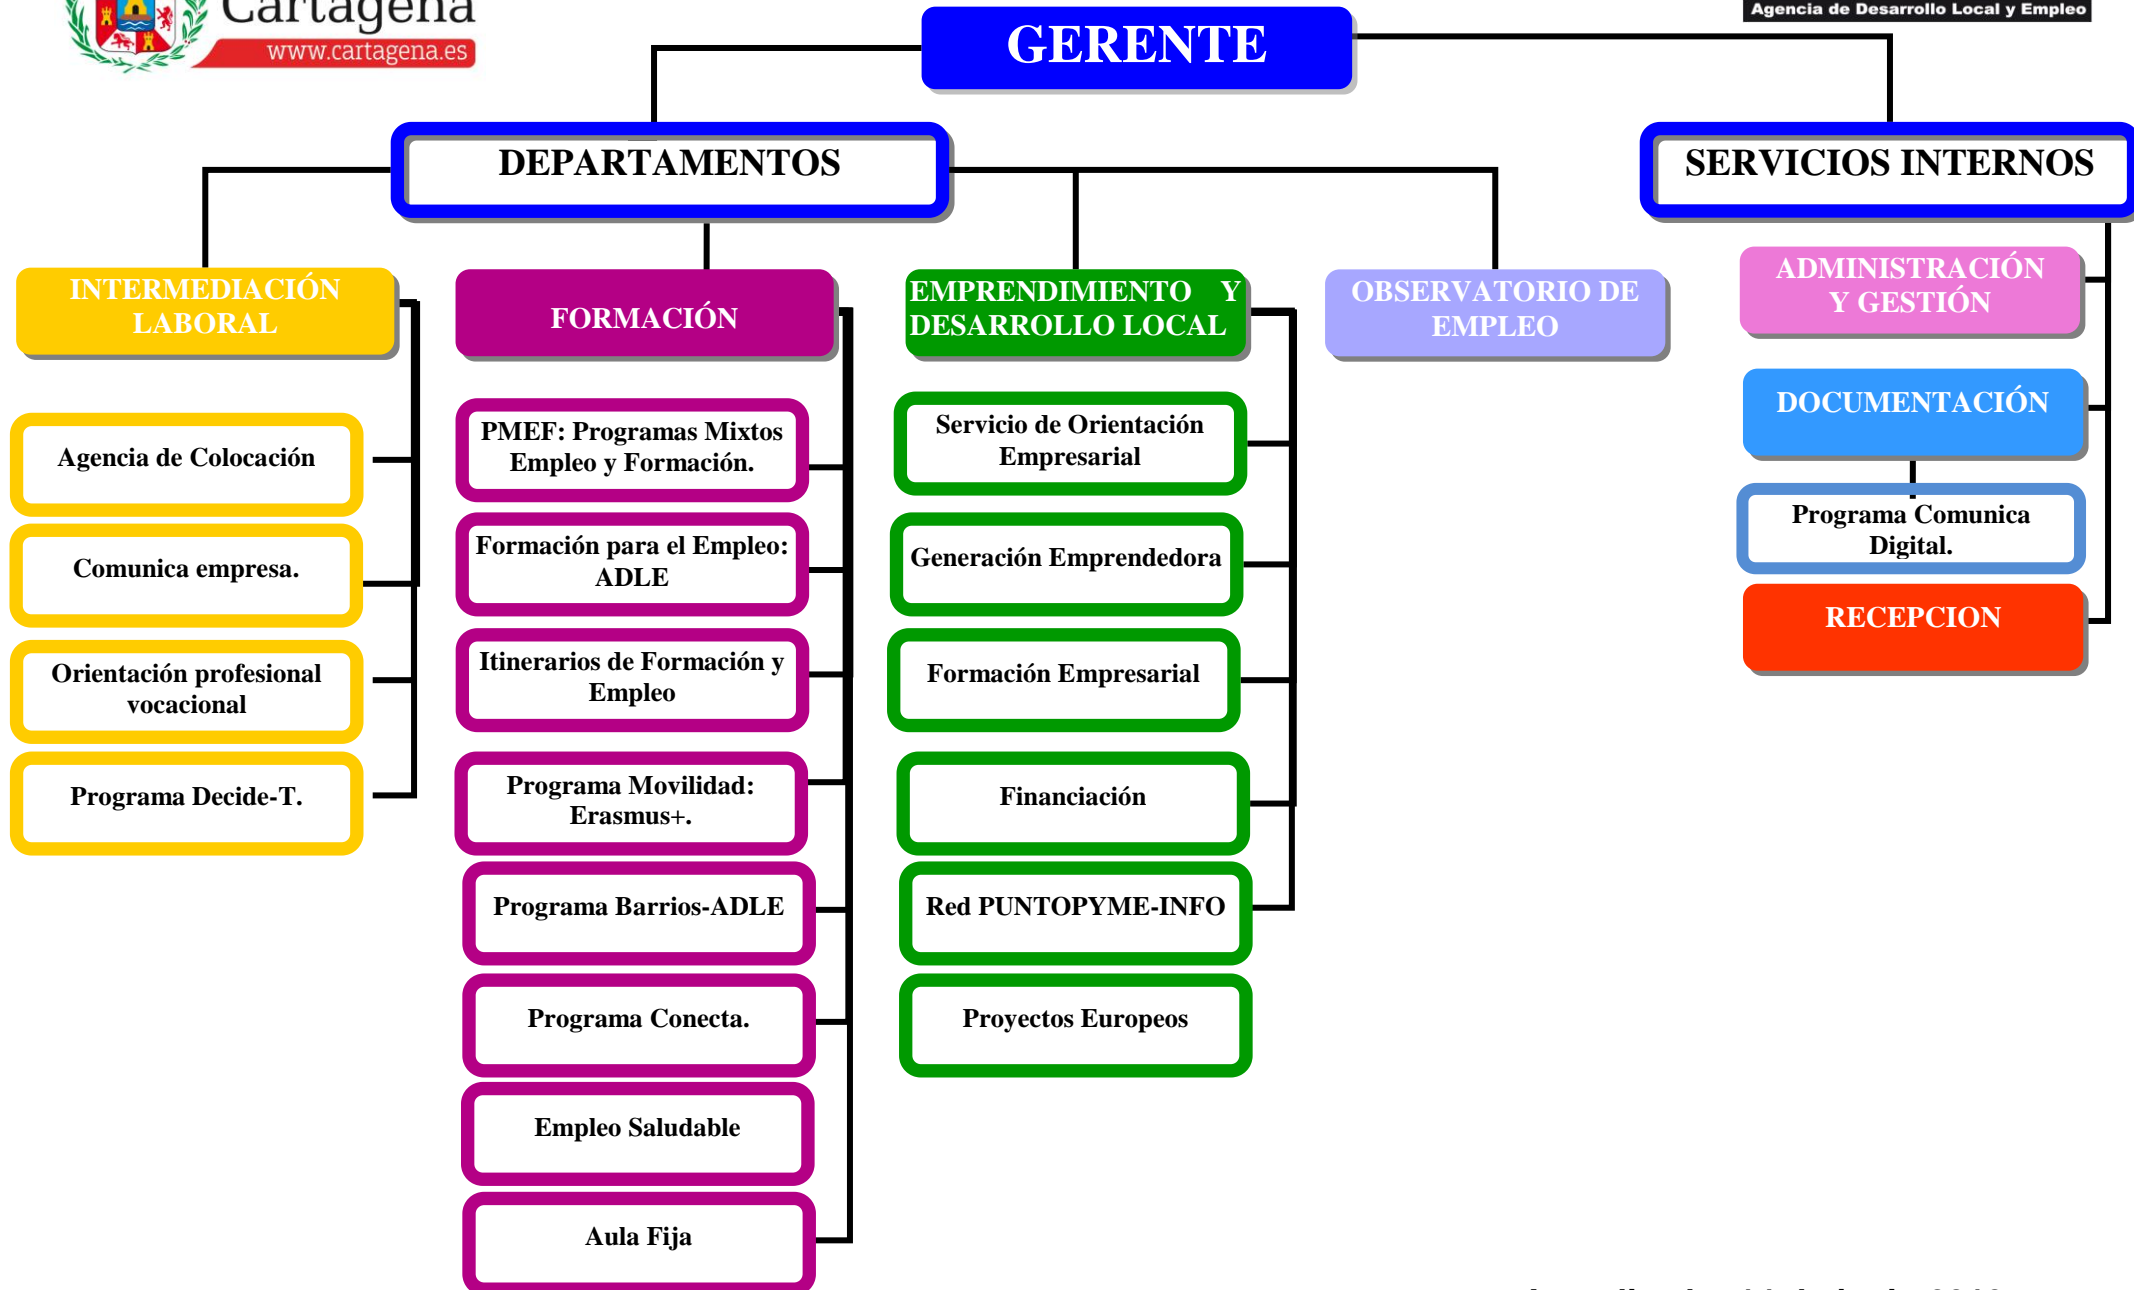 Cartagena
www.cartagena.es
Agencia de Desarrollo Local y Empleo
GERENTE
DEPARTAMENTOS
SERVICIOS INTERNOS
INTERMEDIACIÓN
LABORAL
Agencia de Colocación
Comunica empresa.
Orientación profesional
vocacional
Programa Decide-T.
FORMACIÓN
PMEF: Programas Mixtos
Empleo y Formación.
Formación para el Empleo:
ADLE
Itinerarios de Formación y
Empleo
Programa Movilidad:
Erasmus+.
Programa Barrios-ADLE
Programa Conecta.
Empleo Saludable
Aula Fija
EMPRENDIMIENTO Y
DESARROLLO LOCAL
Servicio de Orientación
Empresarial
Generación Emprendedora
Formación Empresarial
Financiación
Red PUNTOPYME-INFO
Proyectos Europeos
OBSERVATORIO DE
EMPLEO
ADMINISTRACIÓN
Y GESTIÓN
DOCUMENTACIÓN
Programa Comunica
Digital.
RECEPCION